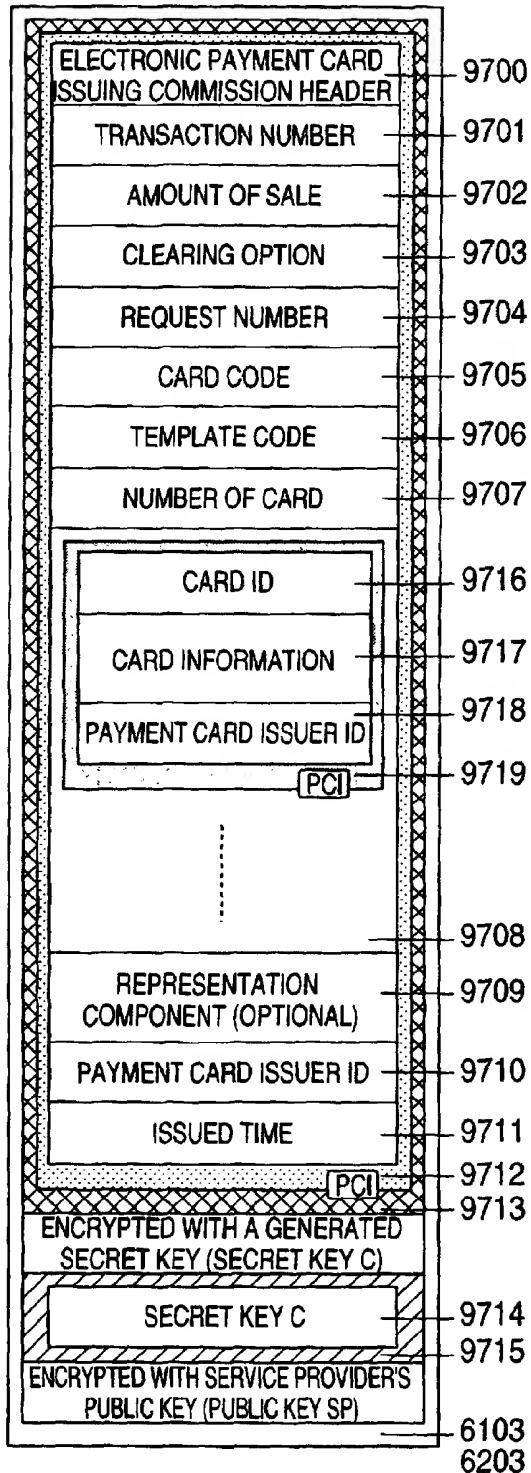 ELECTRONIC PAYMENT CARD
ISSUING COMMISSION HEADER
9700
TRANSACTION NUMBER
9701
AMOUNT OF SALE
9702
CLEARING OPTION
9703
REQUEST NUMBER
9704
CARD CODE
9705
TEMPLATE CODE
9706
NUMBER OF CARD
9707
CARD ID
9716
CARD INFORMATION
9717
PAYMENT CARD ISSUER ID
9718
PCI
9719
9708
REPRESENTATION
COMPONENT (OPTIONAL)
9709
PAYMENT CARD ISSUER ID
9710
ISSUED TIME
9711
PCI
9712
9713
ENCRYPTED WITH A GENERATED
SECRET KEY (SECRET KEY C)
SECRET KEY C
9714
9715
ENCRYPTED WITH SERVICE PROVIDER'S
PUBLIC KEY (PUBLIC KEY SP)
6103
6203